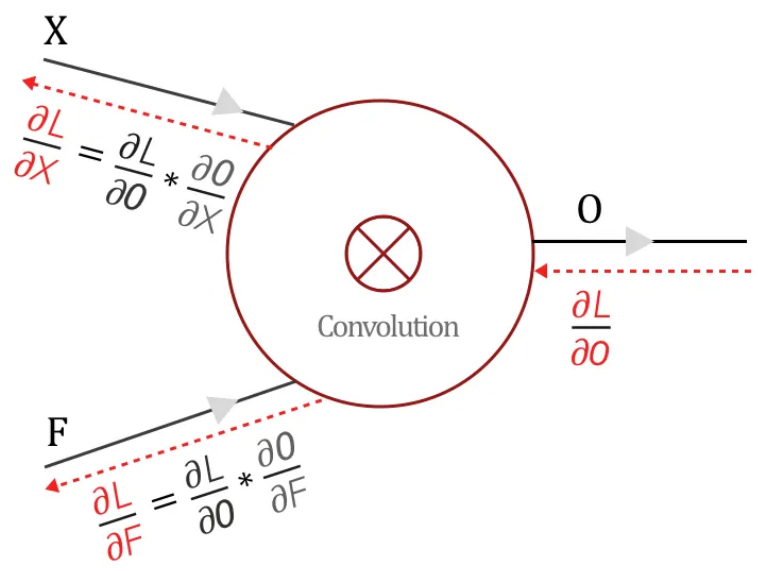 X
∂L/∂X = ∂L/∂O * ∂O/∂X
O
Convolution
∂L/∂O
F
∂L/∂F = ∂L/∂O * ∂O/∂F